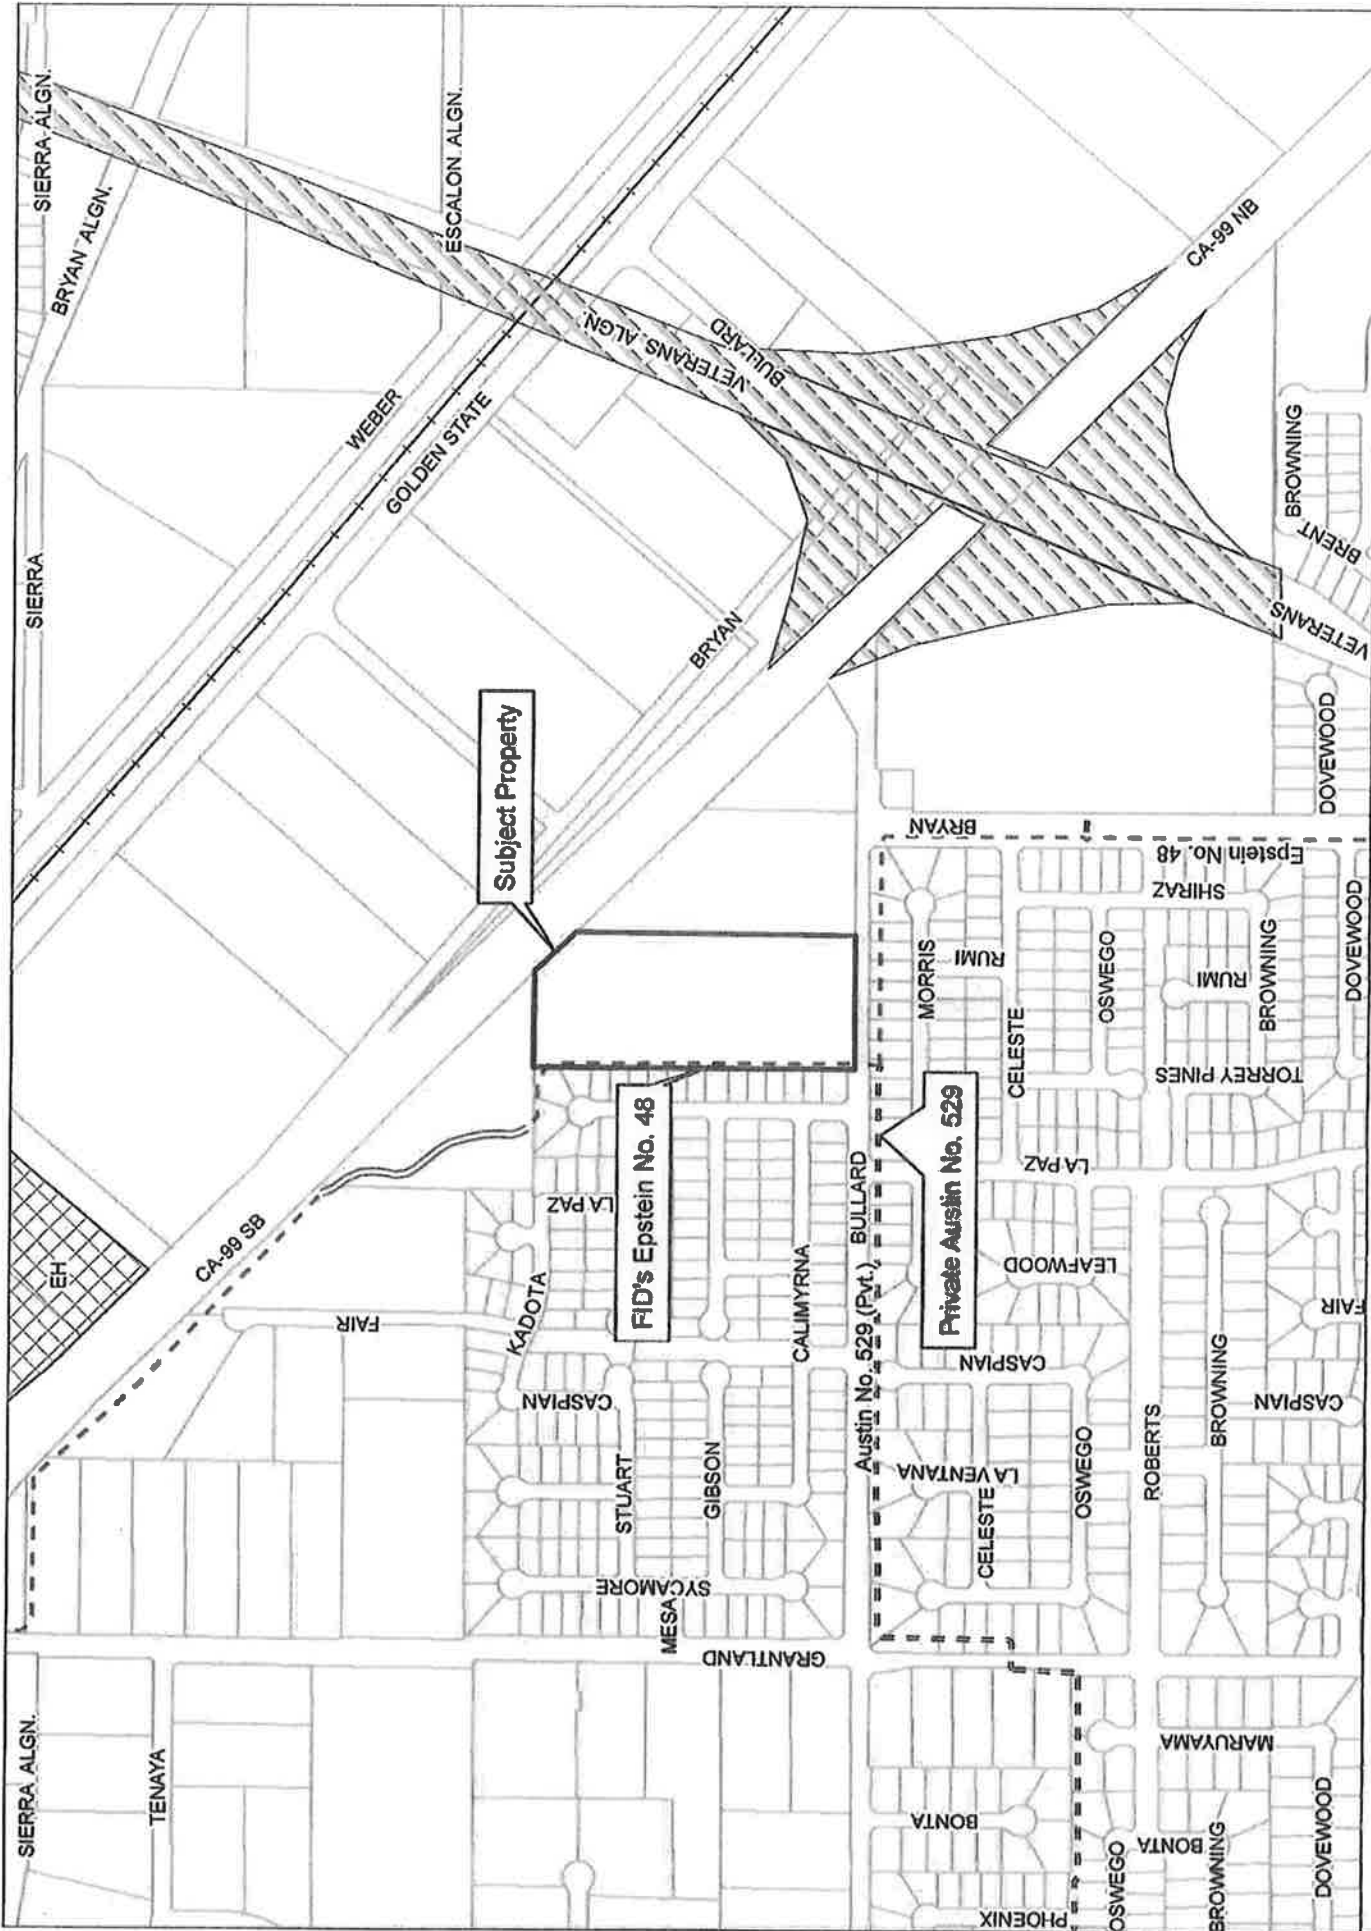 SIERRA ALGN.
TENAYA
SIERRA
SIERRA ALGN.
BRYAN ALGN.
ESCALON ALGN.
WEBER
GOLDEN STATE
VETERANS ALGN.
BULLARD
CA-99 NB
BRYAN
EH
CA-99 SB
Subject Property
FID's Epstein No. 48
Private Austin No. 529
FAIR
KADOTA
LA PAZ
CASPIAN
STUART
GIBSON
CALIMYRNA
SYCAMORE
MESA
GRANTLAND
BULLARD
Austin No. 529 (Pvt.)
BRYAN
Epstein No. 48
SHIRAZ
MORRIS
RUMI
CELESTE
OSWEGO
RUMI
BROWNING
TORREY PINES
DOVEWOOD
DOVEWOOD
VETERANS
BRENT
BROWNING
LA PAZ
LEAFWOOD
CASPIAN
LA VENTANA
CELESTE
OSWEGO
ROBERTS
BROWNING
FAIR
CASPIAN
MARUYAMA
BONTA
BONTA
PHOENIX
OSWEGO
BROWNING
DOVEWOOD